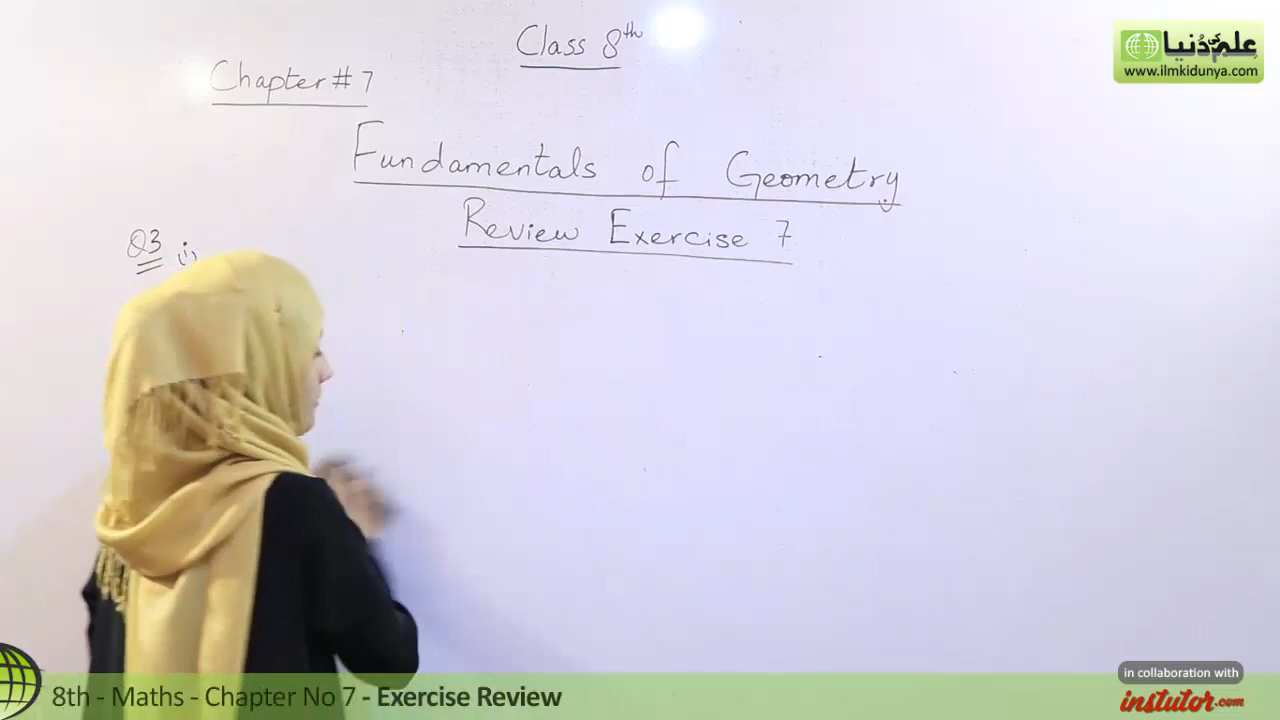 Class 8th
Chapter # 7
Fundamentals of Geometry
Review Exercise 7
Q3 (i)
علم کی دُنیا
www.ilmkidunya.com
8th - Maths - Chapter No 7 - Exercise Review
in collaboration with
instutor.com